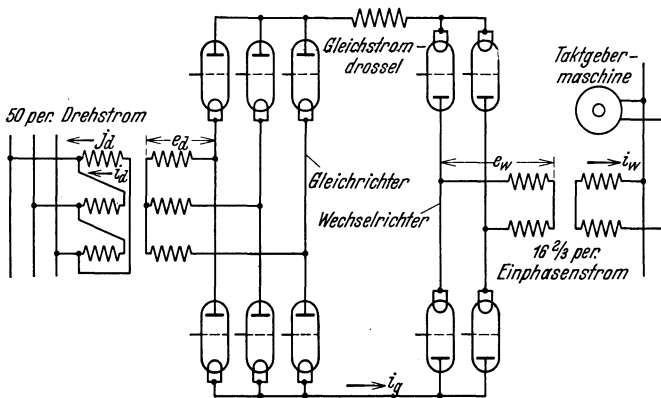 Gleichstrom-
drossel
Taktgeber-
maschine
50 per. Drehstrom
j_d
e_d
i_d
e_w
i_w
Gleichrichter
Wechselrichter
16 2/3 per.
Einphasenstrom
i_g